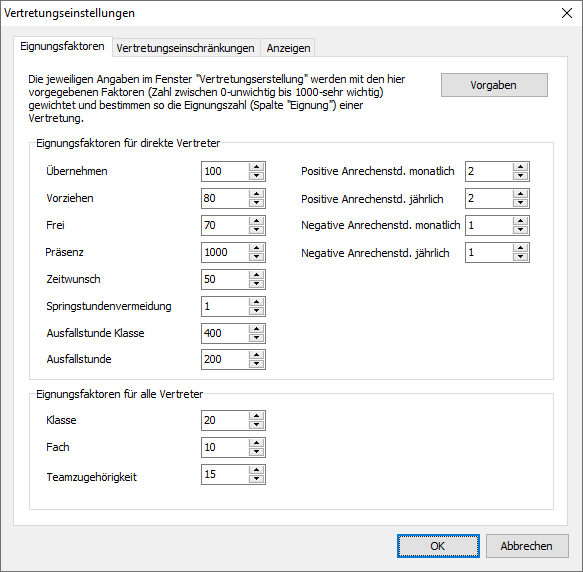 Vertretungseinstellungen
Eignungsfaktoren Vertretungseinschränkungen Anzeigen
Die jeweiligen Angaben im Fenster "Vertretungserstellung" werden mit den hier
vorgegebenen Faktoren (Zahl zwischen 0-unwichtig bis 1000-sehr wichtig)
gewichtet und bestimmen so die Eignungszahl (Spalte "Eignung") einer
Vertretung.
Vorgaben
Eignungsfaktoren für direkte Vertreter
Übernehmen 100 Positive Anrechenstd. monatlich 2
Vorziehen 80 Positive Anrechenstd. jährlich 2
Frei 70 Negative Anrechenstd. monatlich 1
Präsenz 1000 Negative Anrechenstd. jährlich 1
Zeitwunsch 50
Springstundenvermeidung 1
Ausfallstunde Klasse 400
Ausfallstunde 200
Eignungsfaktoren für alle Vertreter
Klasse 20
Fach 10
Teamzugehörigkeit 15
OK Abbrechen